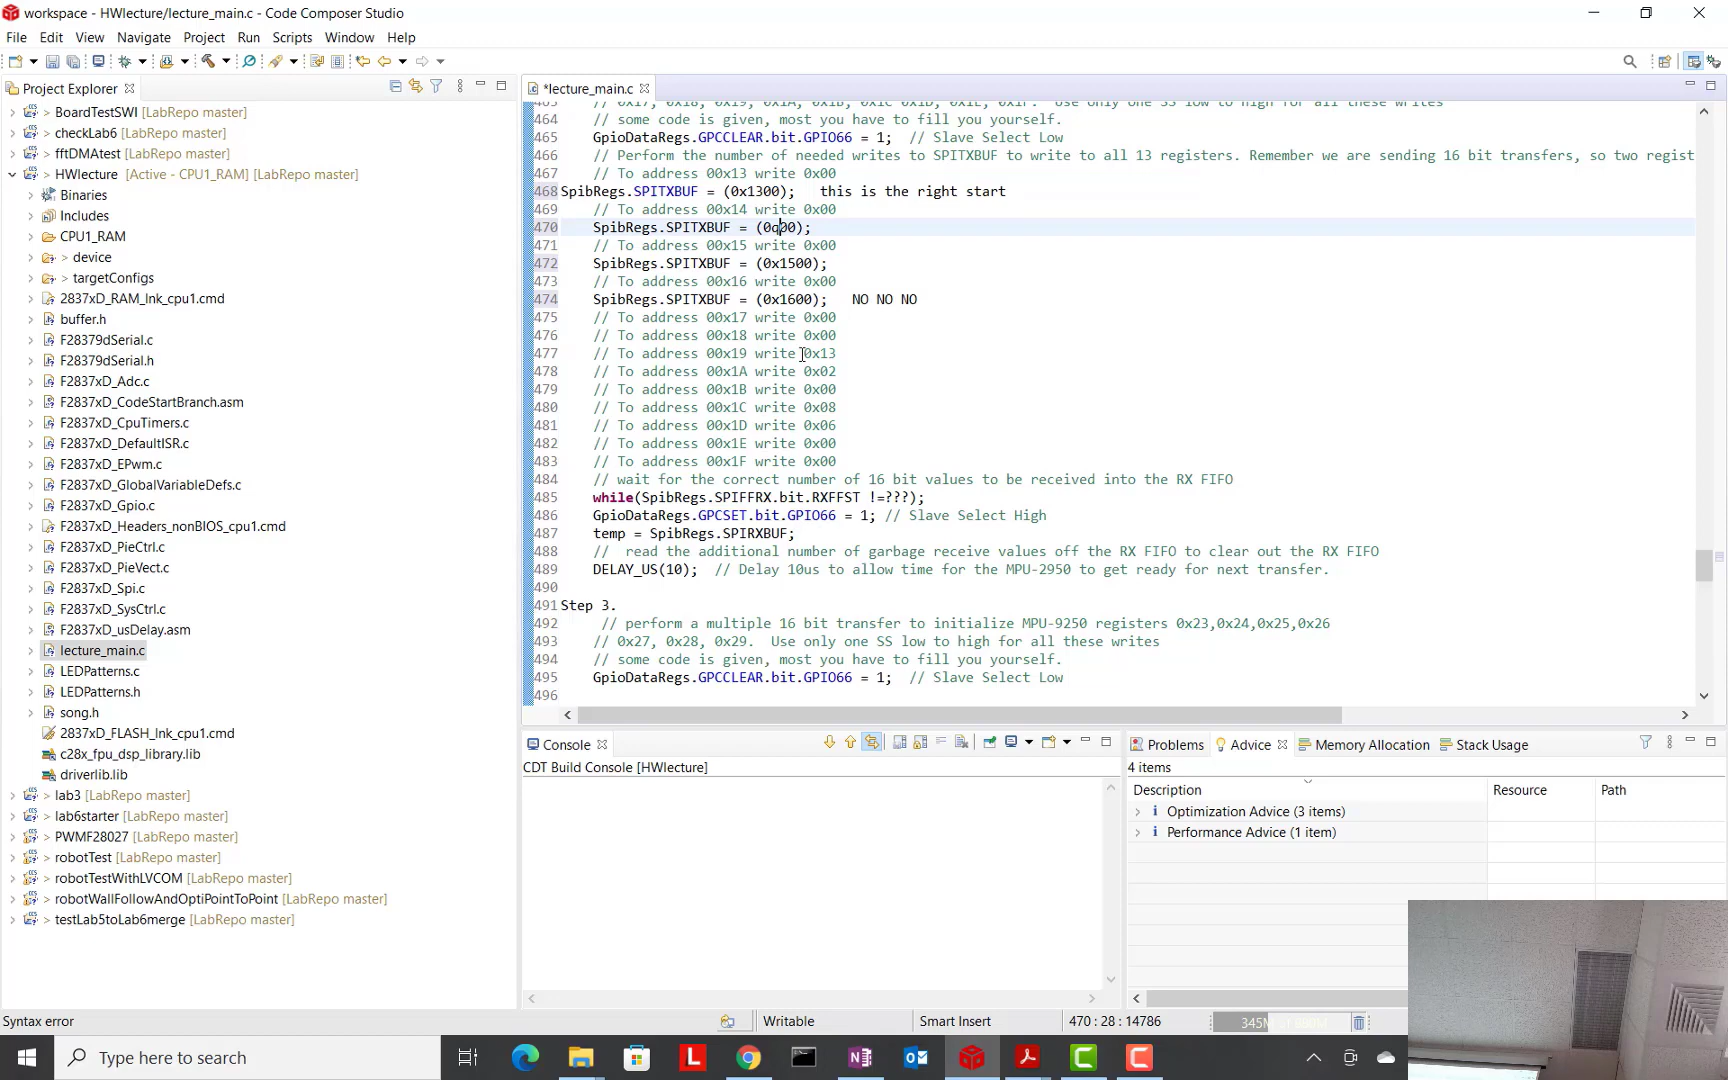 workspace - HWlecture/lecture_main.c - Code Composer Studio
File Edit View Navigate Project Run Scripts Window Help
Project Explorer
> BoardTestSWI [LabRepo master]
> checkLab6 [LabRepo master]
> fftDMAtest [LabRepo master]
> HWlecture [Active - CPU1_RAM] [LabRepo master]
Binaries
Includes
CPU1_RAM
> device
> targetConfigs
> 2837xD_RAM_lnk_cpu1.cmd
> buffer.h
> F28379dSerial.c
> F28379dSerial.h
> F2837xD_Adc.c
> F2837xD_CodeStartBranch.asm
> F2837xD_CpuTimers.c
> F2837xD_DefaultISR.c
> F2837xD_EPwm.c
> F2837xD_GlobalVariableDefs.c
> F2837xD_Gpio.c
> F2837xD_Headers_nonBIOS_cpu1.cmd
> F2837xD_PieCtrl.c
> F2837xD_PieVect.c
> F2837xD_Spi.c
> F2837xD_SysCtrl.c
> F2837xD_usDelay.asm
> lecture_main.c
> LEDPatterns.c
> LEDPatterns.h
> song.h
2837xD_FLASH_lnk_cpu1.cmd
c28x_fpu_dsp_library.lib
driverlib.lib
> lab3 [LabRepo master]
> lab6starter [LabRepo master]
> PWMF28027 [LabRepo master]
> robotTest [LabRepo master]
> robotTestWithLVCOM [LabRepo master]
> robotWallFollowAndOptiPointToPoint [LabRepo master]
> testLab5toLab6merge [LabRepo master]
*lecture_main.c
463 // 0x17, 0x18, 0x19, 0x1A, 0x1B, 0x1C 0x1D, 0x1E, 0x1F. Use only one SS low to high for all these writes
464 // some code is given, most you have to fill you yourself.
465 GpioDataRegs.GPCCLEAR.bit.GPIO66 = 1; // Slave Select Low
466 // Perform the number of needed writes to SPITXBUF to write to all 13 registers. Remember we are sending 16 bit transfers, so two regist
467 // To address 00x13 write 0x00
468 SpibRegs.SPITXBUF = (0x1300); this is the right start
469 // To address 00x14 write 0x00
470 SpibRegs.SPITXBUF = (0q00);
471 // To address 00x15 write 0x00
472 SpibRegs.SPITXBUF = (0x1500);
473 // To address 00x16 write 0x00
474 SpibRegs.SPITXBUF = (0x1600); NO NO NO
475 // To address 00x17 write 0x00
476 // To address 00x18 write 0x00
477 // To address 00x19 write 0x13
478 // To address 00x1A write 0x02
479 // To address 00x1B write 0x00
480 // To address 00x1C write 0x08
481 // To address 00x1D write 0x06
482 // To address 00x1E write 0x00
483 // To address 00x1F write 0x00
484 // wait for the correct number of 16 bit values to be received into the RX FIFO
485 while(SpibRegs.SPIFFRX.bit.RXFFST !=???);
486 GpioDataRegs.GPCSET.bit.GPIO66 = 1; // Slave Select High
487 temp = SpibRegs.SPIRXBUF;
488 // read the additional number of garbage receive values off the RX FIFO to clear out the RX FIFO
489 DELAY_US(10); // Delay 10us to allow time for the MPU-2950 to get ready for next transfer.
490
491 Step 3.
492 // perform a multiple 16 bit transfer to initialize MPU-9250 registers 0x23,0x24,0x25,0x26
493 // 0x27, 0x28, 0x29. Use only one SS low to high for all these writes
494 // some code is given, most you have to fill you yourself.
495 GpioDataRegs.GPCCLEAR.bit.GPIO66 = 1; // Slave Select Low
496
Console
CDT Build Console [HWlecture]
Problems Advice Memory Allocation Stack Usage
4 items
Description Resource Path
Optimization Advice (3 items)
Performance Advice (1 item)
Syntax error Writable Smart Insert 470 : 28 : 14786
Type here to search